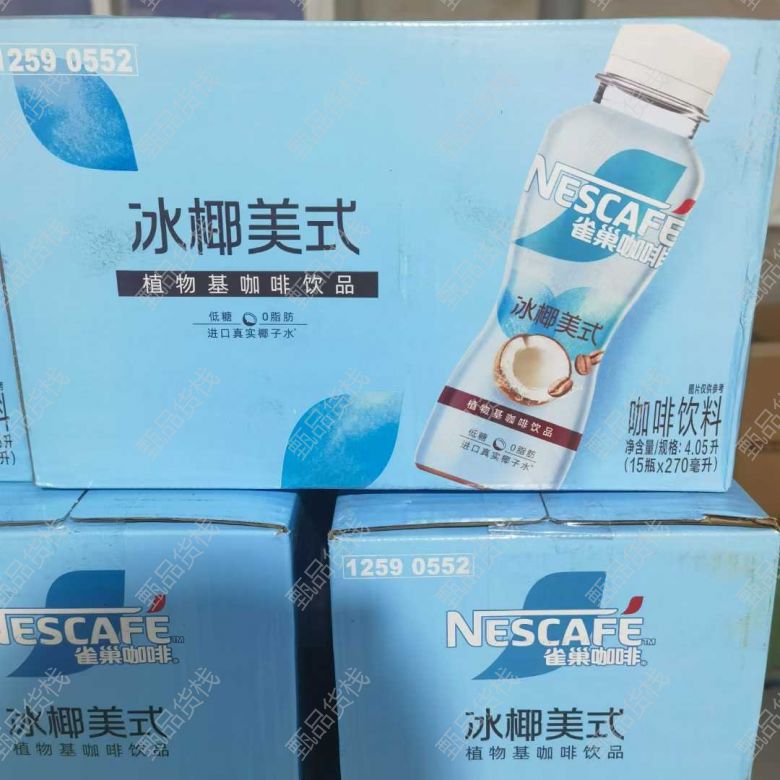 1259 0552
冰椰美式
植物基咖啡饮品
低糖 0脂肪
进口真实椰子水*
NESCAFÉ
雀巢咖啡
冰椰美式
植物基咖啡饮品
低糖 0脂肪
进口真实椰子水*
图片仅供参考
咖啡饮料
净含量/规格: 4.05升
(15瓶x270毫升)
NESCAFÉ™
雀巢咖啡®
冰椰美式
植物基咖啡饮品
1259 0552
NESCAFÉ™
雀巢咖啡®
冰椰美式
植物基咖啡饮品
甄品货栈